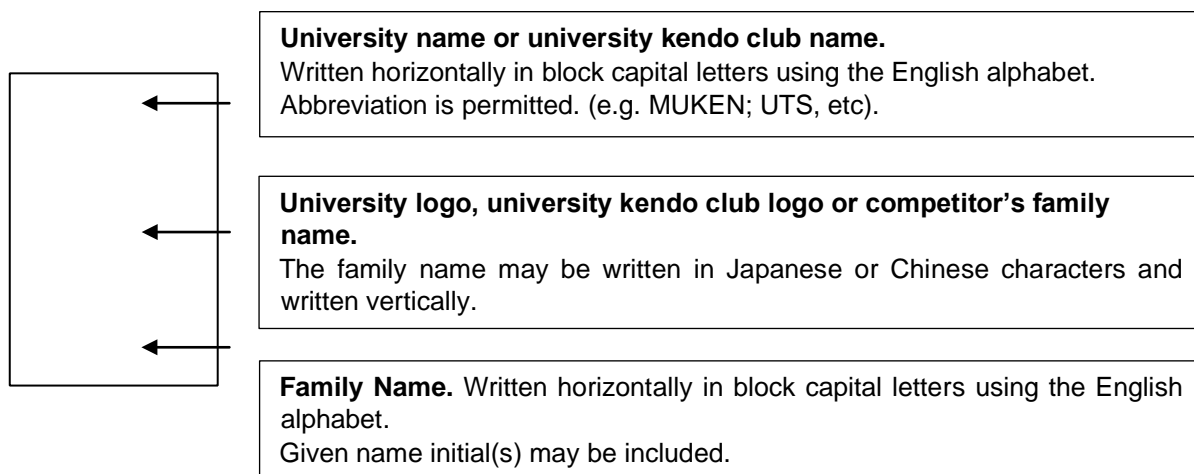 University name or university kendo club name.
Written horizontally in block capital letters using the English alphabet.
Abbreviation is permitted. (e.g. MUKEN; UTS, etc).
University logo, university kendo club logo or competitor's family
name.
The family name may be written in Japanese or Chinese characters and
written vertically.
Family Name. Written horizontally in block capital letters using the English
alphabet.
Given name initial(s) may be included.